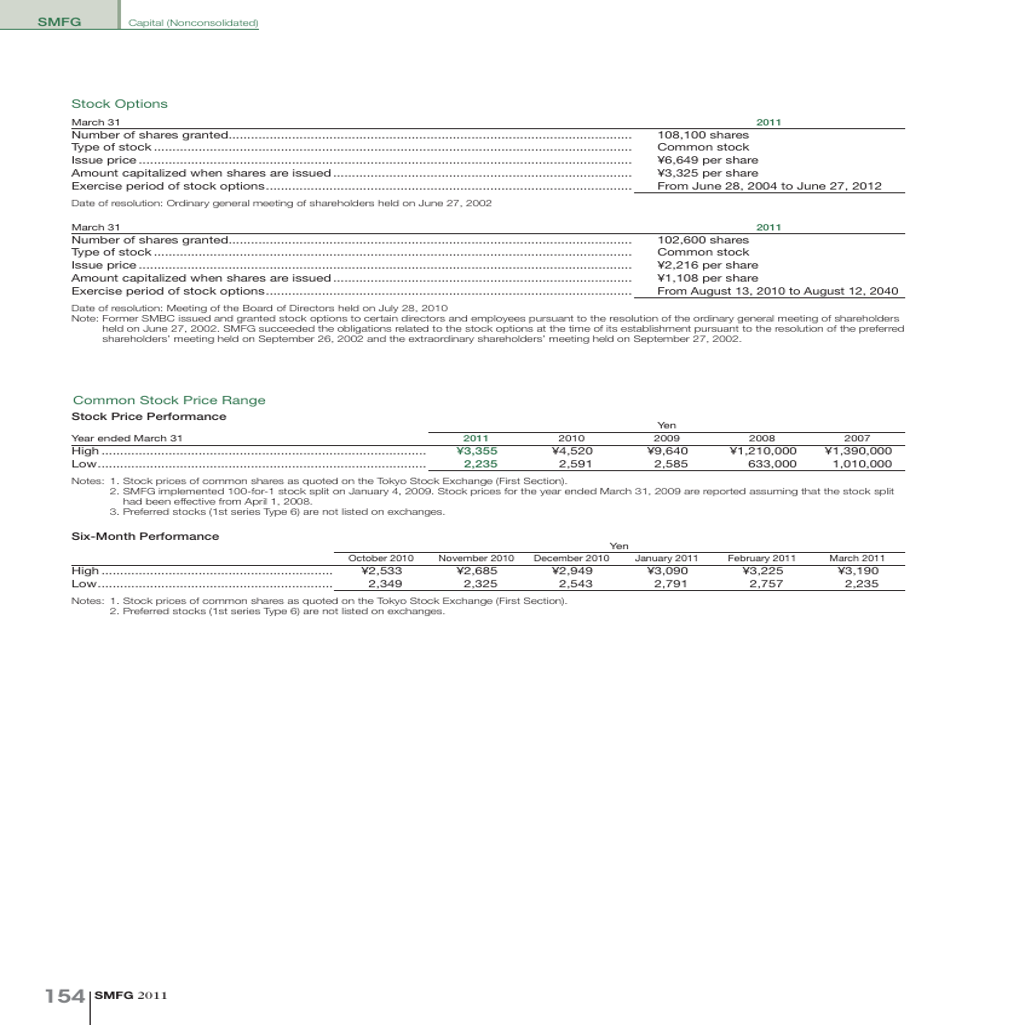 SMFG Capital (Nonconsolidated)
Stock Options
March 31 2011
Number of shares granted 108,100 shares
Type of stock Common stock
Issue price ¥6,649 per share
Amount capitalized when shares are issued ¥3,325 per share
Exercise period of stock options From June 28, 2004 to June 27, 2012
Date of resolution: Ordinary general meeting of shareholders held on June 27, 2002
March 31 2011
Number of shares granted 102,600 shares
Type of stock Common stock
Issue price ¥2,216 per share
Amount capitalized when shares are issued ¥1,108 per share
Exercise period of stock options From August 13, 2010 to August 12, 2040
Date of resolution: Meeting of the Board of Directors held on July 28, 2010
Note: Former SMBC issued and granted stock options to certain directors and employees pursuant to the resolution of the ordinary general meeting of shareholders
held on June 27, 2002. SMFG succeeded the obligations related to the stock options at the time of its establishment pursuant to the resolution of the preferred
shareholders' meeting held on September 26, 2002 and the extraordinary shareholders' meeting held on September 27, 2002.
Common Stock Price Range
Stock Price Performance
Yen
Year ended March 31 2011 2010 2009 2008 2007
High ¥3,355 ¥4,520 ¥9,640 ¥1,210,000 ¥1,390,000
Low 2,235 2,591 2,585 633,000 1,010,000
Notes: 1. Stock prices of common shares as quoted on the Tokyo Stock Exchange (First Section).
2. SMFG implemented 100-for-1 stock split on January 4, 2009. Stock prices for the year ended March 31, 2009 are reported assuming that the stock split
had been effective from April 1, 2008.
3. Preferred stocks (1st series Type 6) are not listed on exchanges.
Six-Month Performance
Yen
October 2010 November 2010 December 2010 January 2011 February 2011 March 2011
High ¥2,533 ¥2,685 ¥2,949 ¥3,090 ¥3,225 ¥3,190
Low 2,349 2,325 2,543 2,791 2,757 2,235
Notes: 1. Stock prices of common shares as quoted on the Tokyo Stock Exchange (First Section).
2. Preferred stocks (1st series Type 6) are not listed on exchanges.
154 SMFG 2011